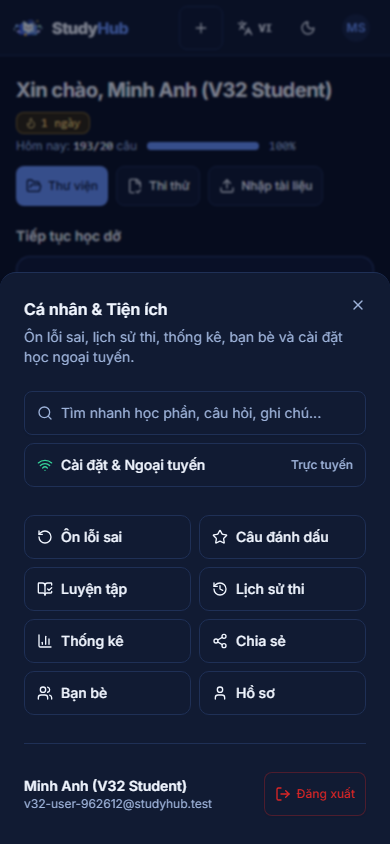 StudyHub
VI
MS
Xin chào, Minh Anh (V32 Student)
1 ngày
Hôm nay: 193/20 câu 100%
Thư viện
Thi thử
Nhập tài liệu
Tiếp tục học dở
Cá nhân & Tiện ích
Ôn lỗi sai, lịch sử thi, thống kê, bạn bè và cài đặt
học ngoại tuyến.
Tìm nhanh học phần, câu hỏi, ghi chú...
Cài đặt & Ngoại tuyến
Trực tuyến
Ôn lỗi sai
Câu đánh dấu
Luyện tập
Lịch sử thi
Thống kê
Chia sẻ
Bạn bè
Hồ sơ
Minh Anh (V32 Student)
v32-user-962612@studyhub.test
Đăng xuất